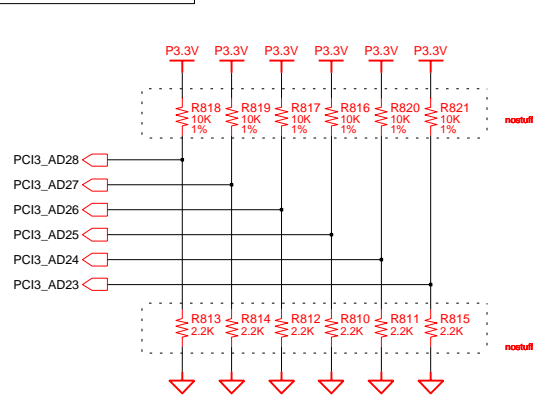 P3.3V P3.3V P3.3V P3.3V P3.3V P3.3V
R818 R819 R817 R816 R820 R821
10K 10K 10K 10K 10K 10K
1% 1% 1% 1% 1% 1%
nostuff
PCI3_AD28
PCI3_AD27
PCI3_AD26
PCI3_AD25
PCI3_AD24
PCI3_AD23
R813 R814 R812 R810 R811 R815
2.2K 2.2K 2.2K 2.2K 2.2K 2.2K
nostuff